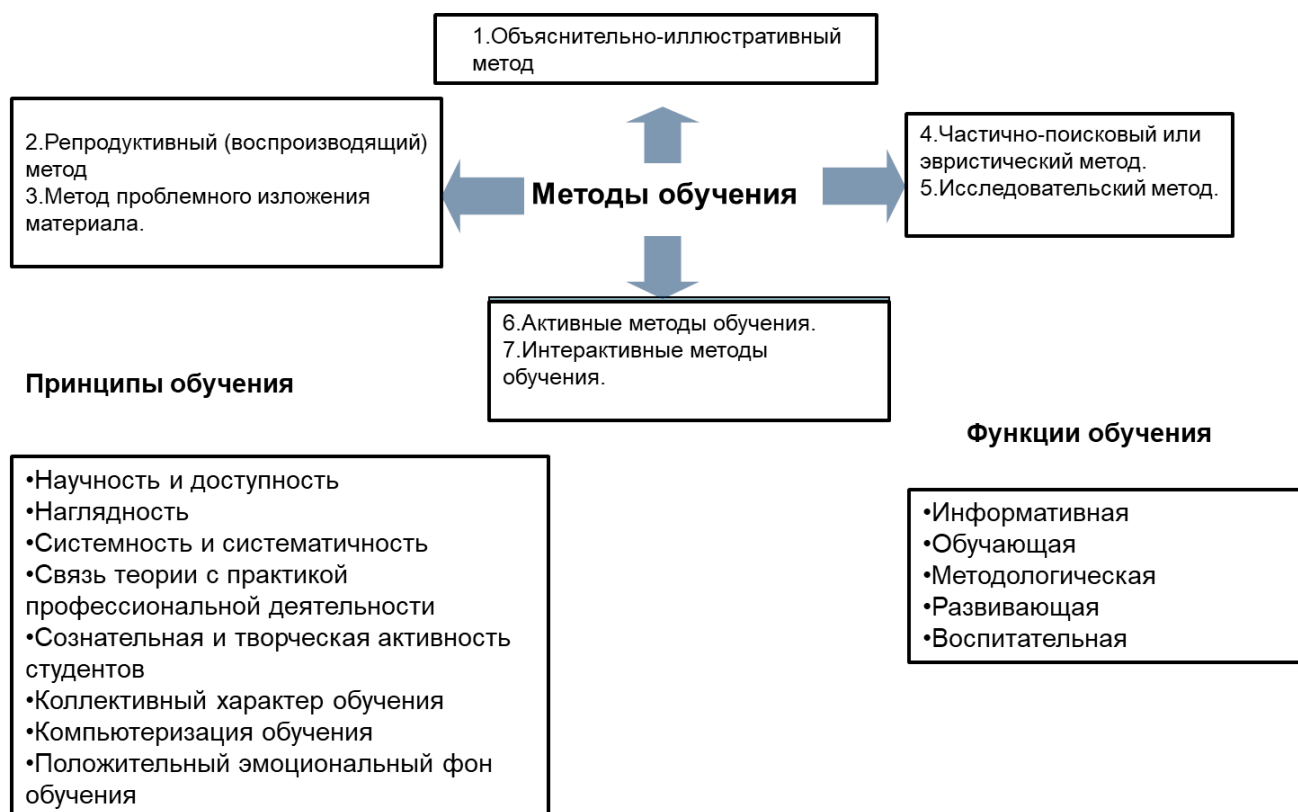 1.Объяснительно-иллюстративный
метод
2.Репродуктивный (воспроизводящий)
метод
3.Метод проблемного изложения
материала.
Методы обучения
4.Частично-поисковый или
эвристический метод.
5.Исследовательский метод.
6.Активные методы обучения.
7.Интерактивные методы
обучения.
Принципы обучения
•Научность и доступность
•Наглядность
•Системность и систематичность
•Связь теории с практикой
профессиональной деятельности
•Сознательная и творческая активность
студентов
•Коллективный характер обучения
•Компьютеризация обучения
•Положительный эмоциональный фон
обучения
Функции обучения
•Информативная
•Обучающая
•Методологическая
•Развивающая
•Воспитательная